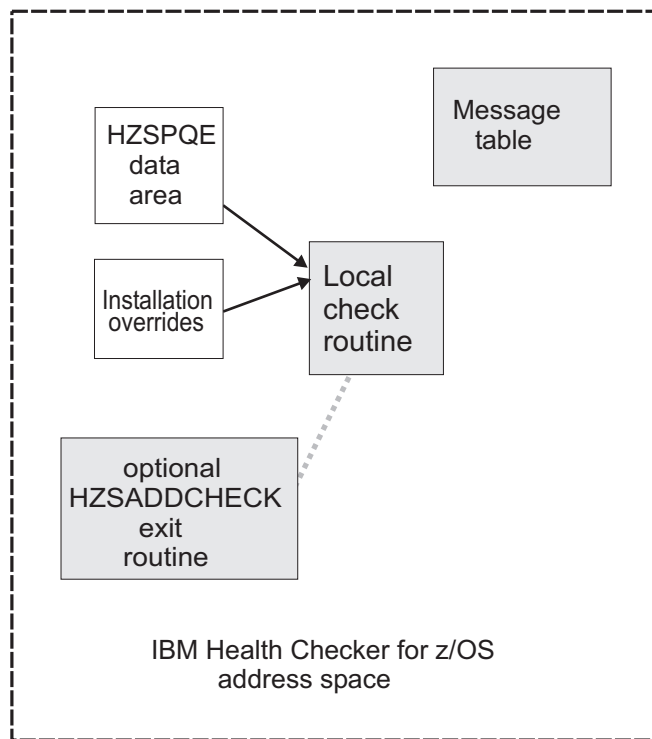 HZSPQE
data
area
Message
table
Installation
overrides
Local
check
routine
optional
HZSADDCHECK
exit
routine
IBM Health Checker for z/OS
address space